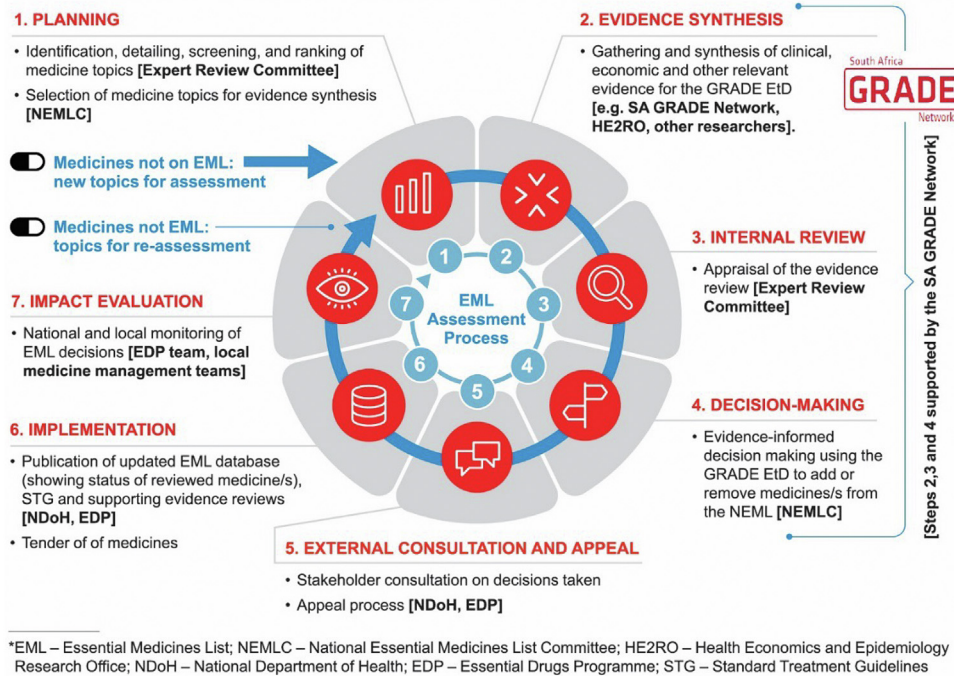 1. PLANNING
• Identification, detailing, screening, and ranking of
medicine topics [Expert Review Committee]
• Selection of medicine topics for evidence synthesis
[NEMLC]
Medicines not on EML:
new topics for assessment
Medicines not EML:
topics for re-assessment
2. EVIDENCE SYNTHESIS
• Gathering and synthesis of clinical,
economic and other relevant
evidence for the GRADE EtD
[e.g. SA GRADE Network,
HE2RO, other researchers].
South Africa
GRADE
Network
[Steps 2,3 and 4 supported by the SA GRADE Network]
3. INTERNAL REVIEW
• Appraisal of the evidence
review [Expert Review
Committee]
4. DECISION-MAKING
• Evidence-informed
decision making using the
GRADE EtD to add or
remove medicines/s from
the NEML [NEMLC]
EML
Assessment
Process
1
2
3
4
5
6
7
7. IMPACT EVALUATION
• National and local monitoring of
EML decisions [EDP team, local
medicine management teams]
6. IMPLEMENTATION
• Publication of updated EML database
(showing status of reviewed medicine/s),
STG and supporting evidence reviews
[NDoH, EDP]
• Tender of of medicines
5. EXTERNAL CONSULTATION AND APPEAL
• Stakeholder consultation on decisions taken
• Appeal process [NDoH, EDP]
*EML – Essential Medicines List; NEMLC – National Essential Medicines List Committee; HE2RO – Health Economics and Epidemiology
Research Office; NDoH – National Department of Health; EDP – Essential Drugs Programme; STG – Standard Treatment Guidelines